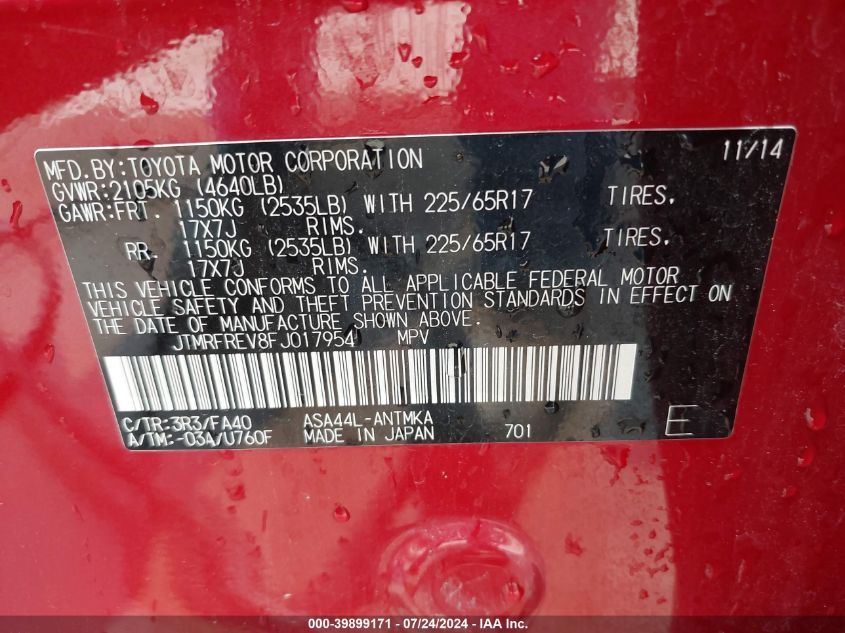 MFD.BY:TOYOTA MOTOR CORPORATION 11/14
GVWR:2105KG (4640LB)
GAWR:FRT. 1150KG (2535LB) WITH 225/65R17 TIRES.
17X7J RIMS.
RR. 1150KG (2535LB) WITH 225/65R17 TIRES.
17X7J RIMS.
THIS VEHICLE CONFORMS TO ALL APPLICABLE FEDERAL MOTOR
VEHICLE SAFETY AND THEFT PREVENTION STANDARDS IN EFFECT ON
THE DATE OF MANUFACTURE SHOWN ABOVE.
JTMRFREV8FJ017954 MPV
C/TR:3R3/FA40 ASA44L-ANTMKA
A/TM:-03A/U760F MADE IN JAPAN 701 E
000-39899171 - 07/24/2024 - IAA Inc.